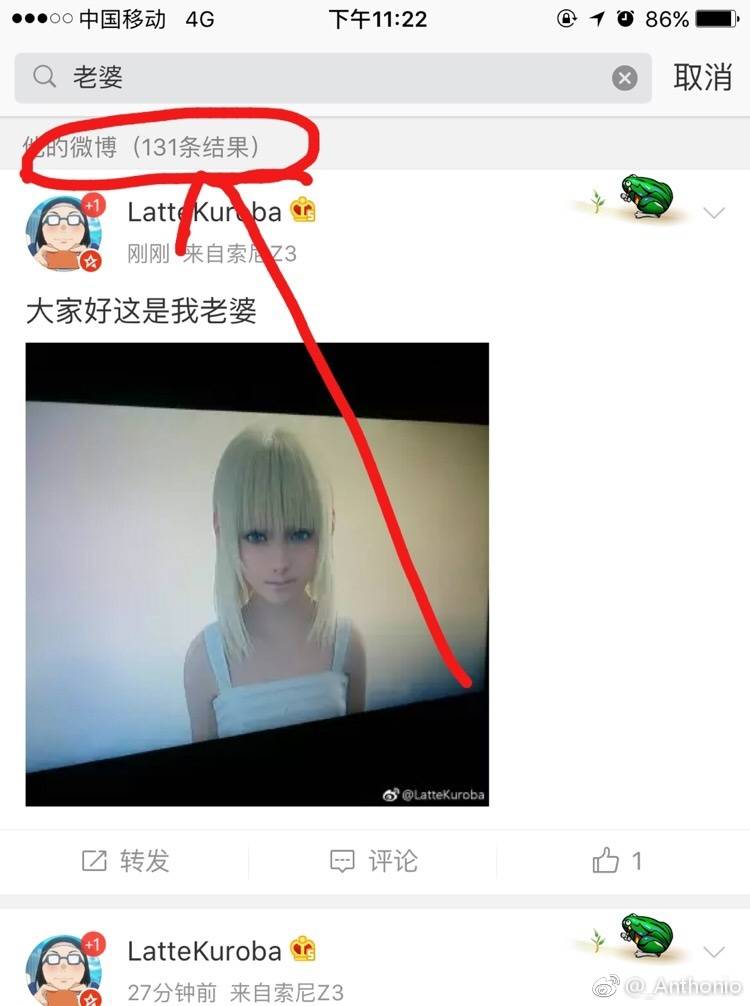 中国移动 4G 下午11:22 86%
老婆 取消
他的微博（131条结果）
+1
LatteKuroba
刚刚 来自索尼Z3
大家好这是我老婆
@LatteKuroba
转发 评论 1
+1
LatteKuroba
27分钟前 来自索尼Z3
@_Anthonio_